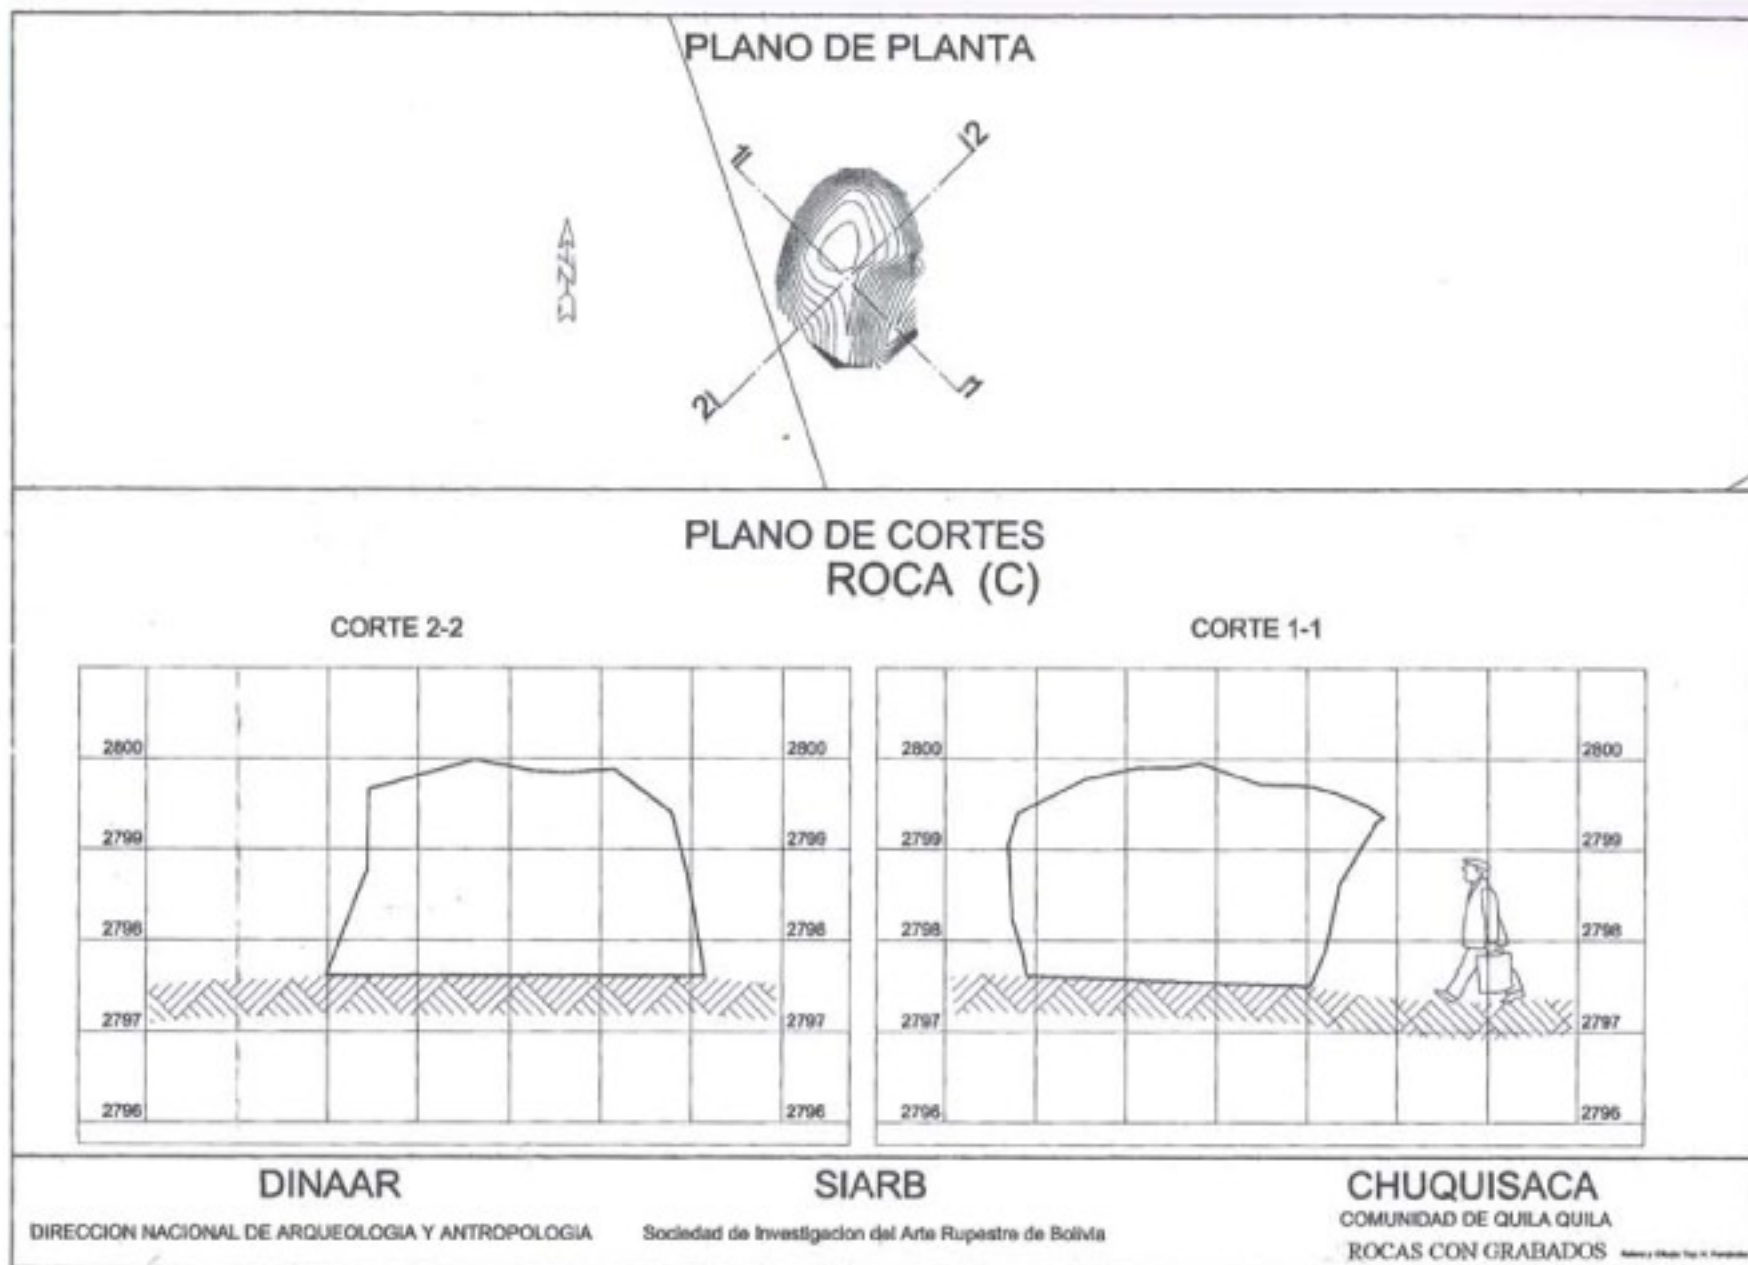 PLANO DE PLANTA
1
2
N
2
1
PLANO DE CORTES
ROCA (C)
CORTE 2-2
CORTE 1-1
2800
2800
2799
2799
2798
2798
2797
2797
2796
2796
2800
2800
2799
2799
2798
2798
2797
2797
2796
2796
DINAAR
DIRECCION NACIONAL DE ARQUEOLOGIA Y ANTROPOLOGIA
SIARB
Sociedad de Investigacion del Arte Rupestre de Bolivia
CHUQUISACA
COMUNIDAD DE QUILA QUILA
ROCAS CON GRABADOS